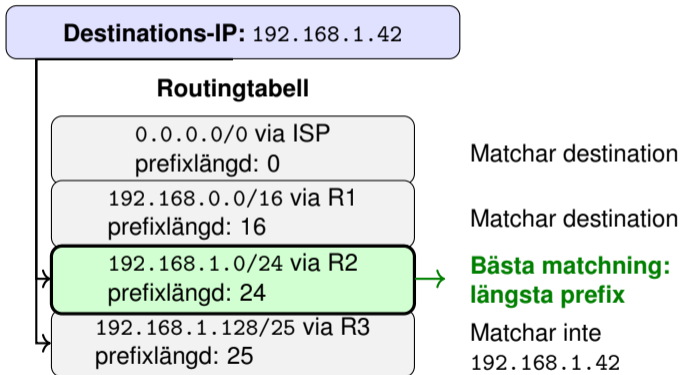 Destinations-IP: 192.168.1.42
Routingtabell
0.0.0.0/0 via ISP
prefixlängd: 0
Matchar destination
192.168.0.0/16 via R1
prefixlängd: 16
Matchar destination
192.168.1.0/24 via R2
prefixlängd: 24
Bästa matchning:
längsta prefix
192.168.1.128/25 via R3
prefixlängd: 25
Matchar inte
192.168.1.42